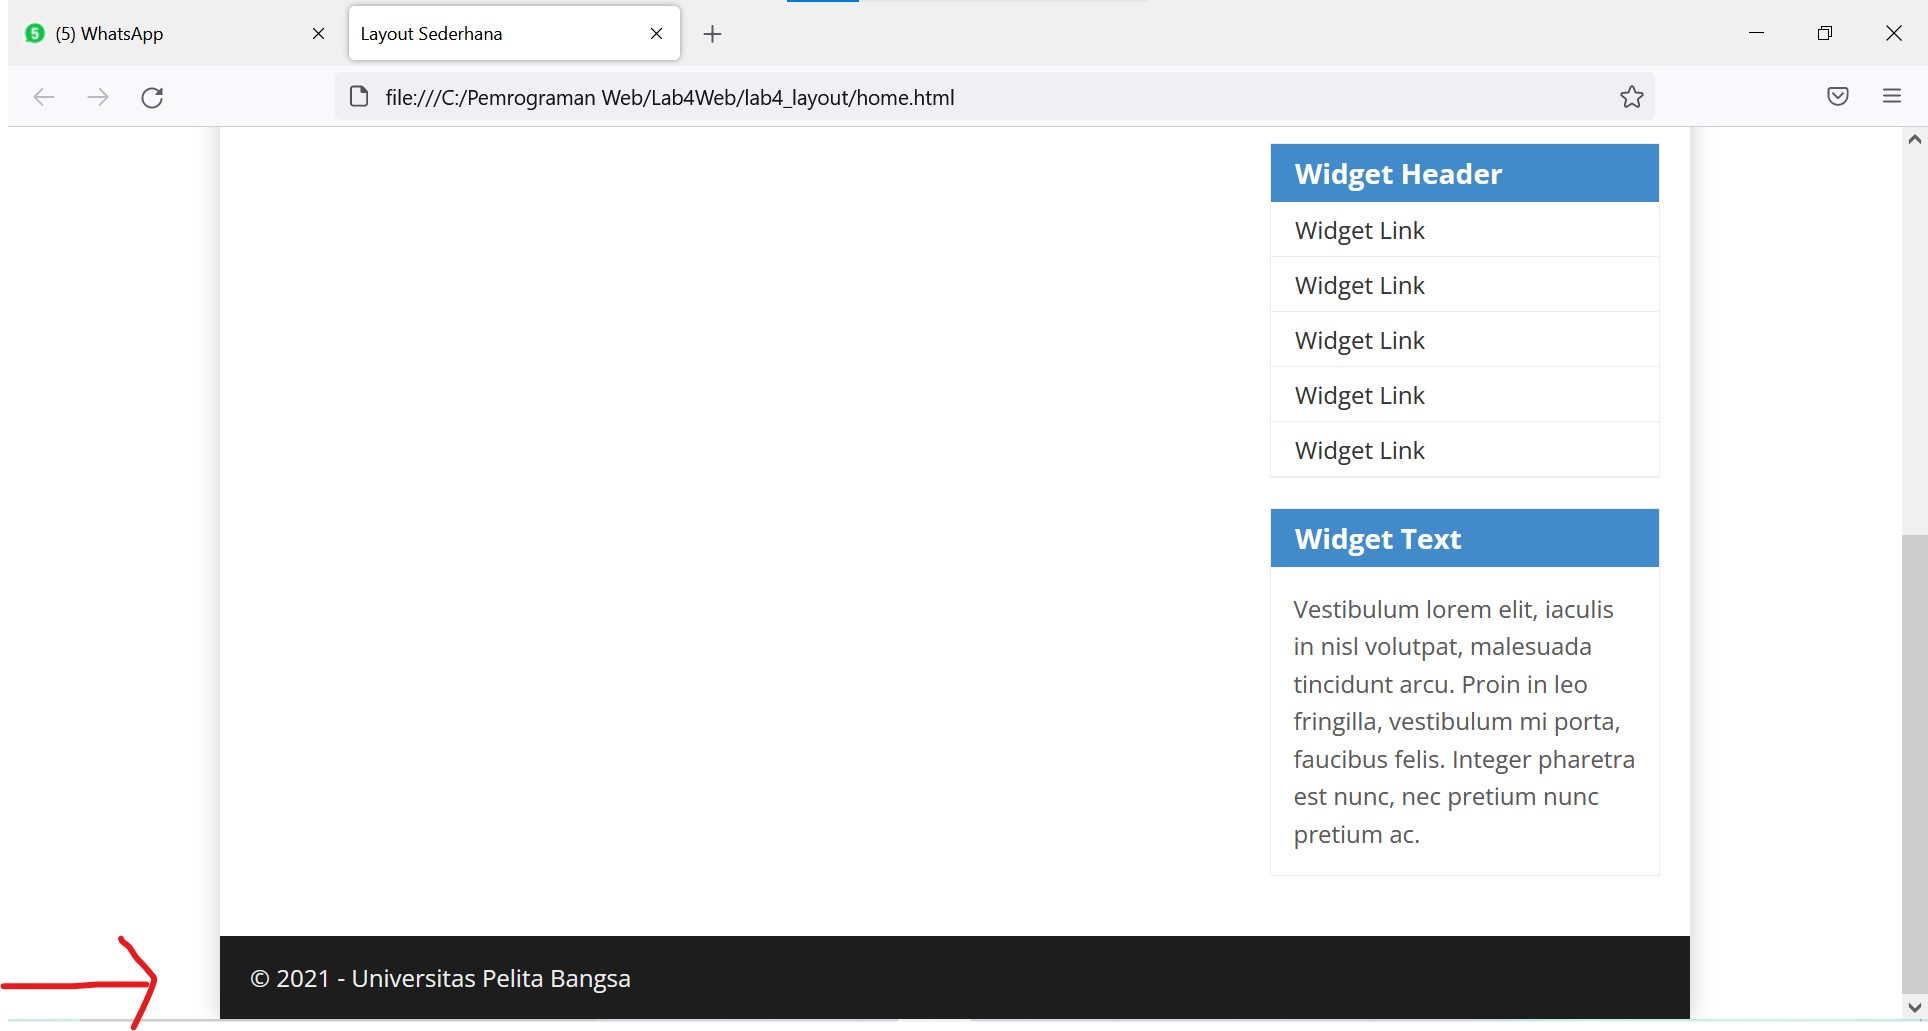 5 (5) WhatsApp
Layout Sederhana
file:///C:/Pemrograman Web/Lab4Web/lab4_layout/home.html
Widget Header
Widget Link
Widget Link
Widget Link
Widget Link
Widget Link
Widget Text
Vestibulum lorem elit, iaculis
in nisl volutpat, malesuada
tincidunt arcu. Proin in leo
fringilla, vestibulum mi porta,
faucibus felis. Integer pharetra
est nunc, nec pretium nunc
pretium ac.
© 2021 - Universitas Pelita Bangsa